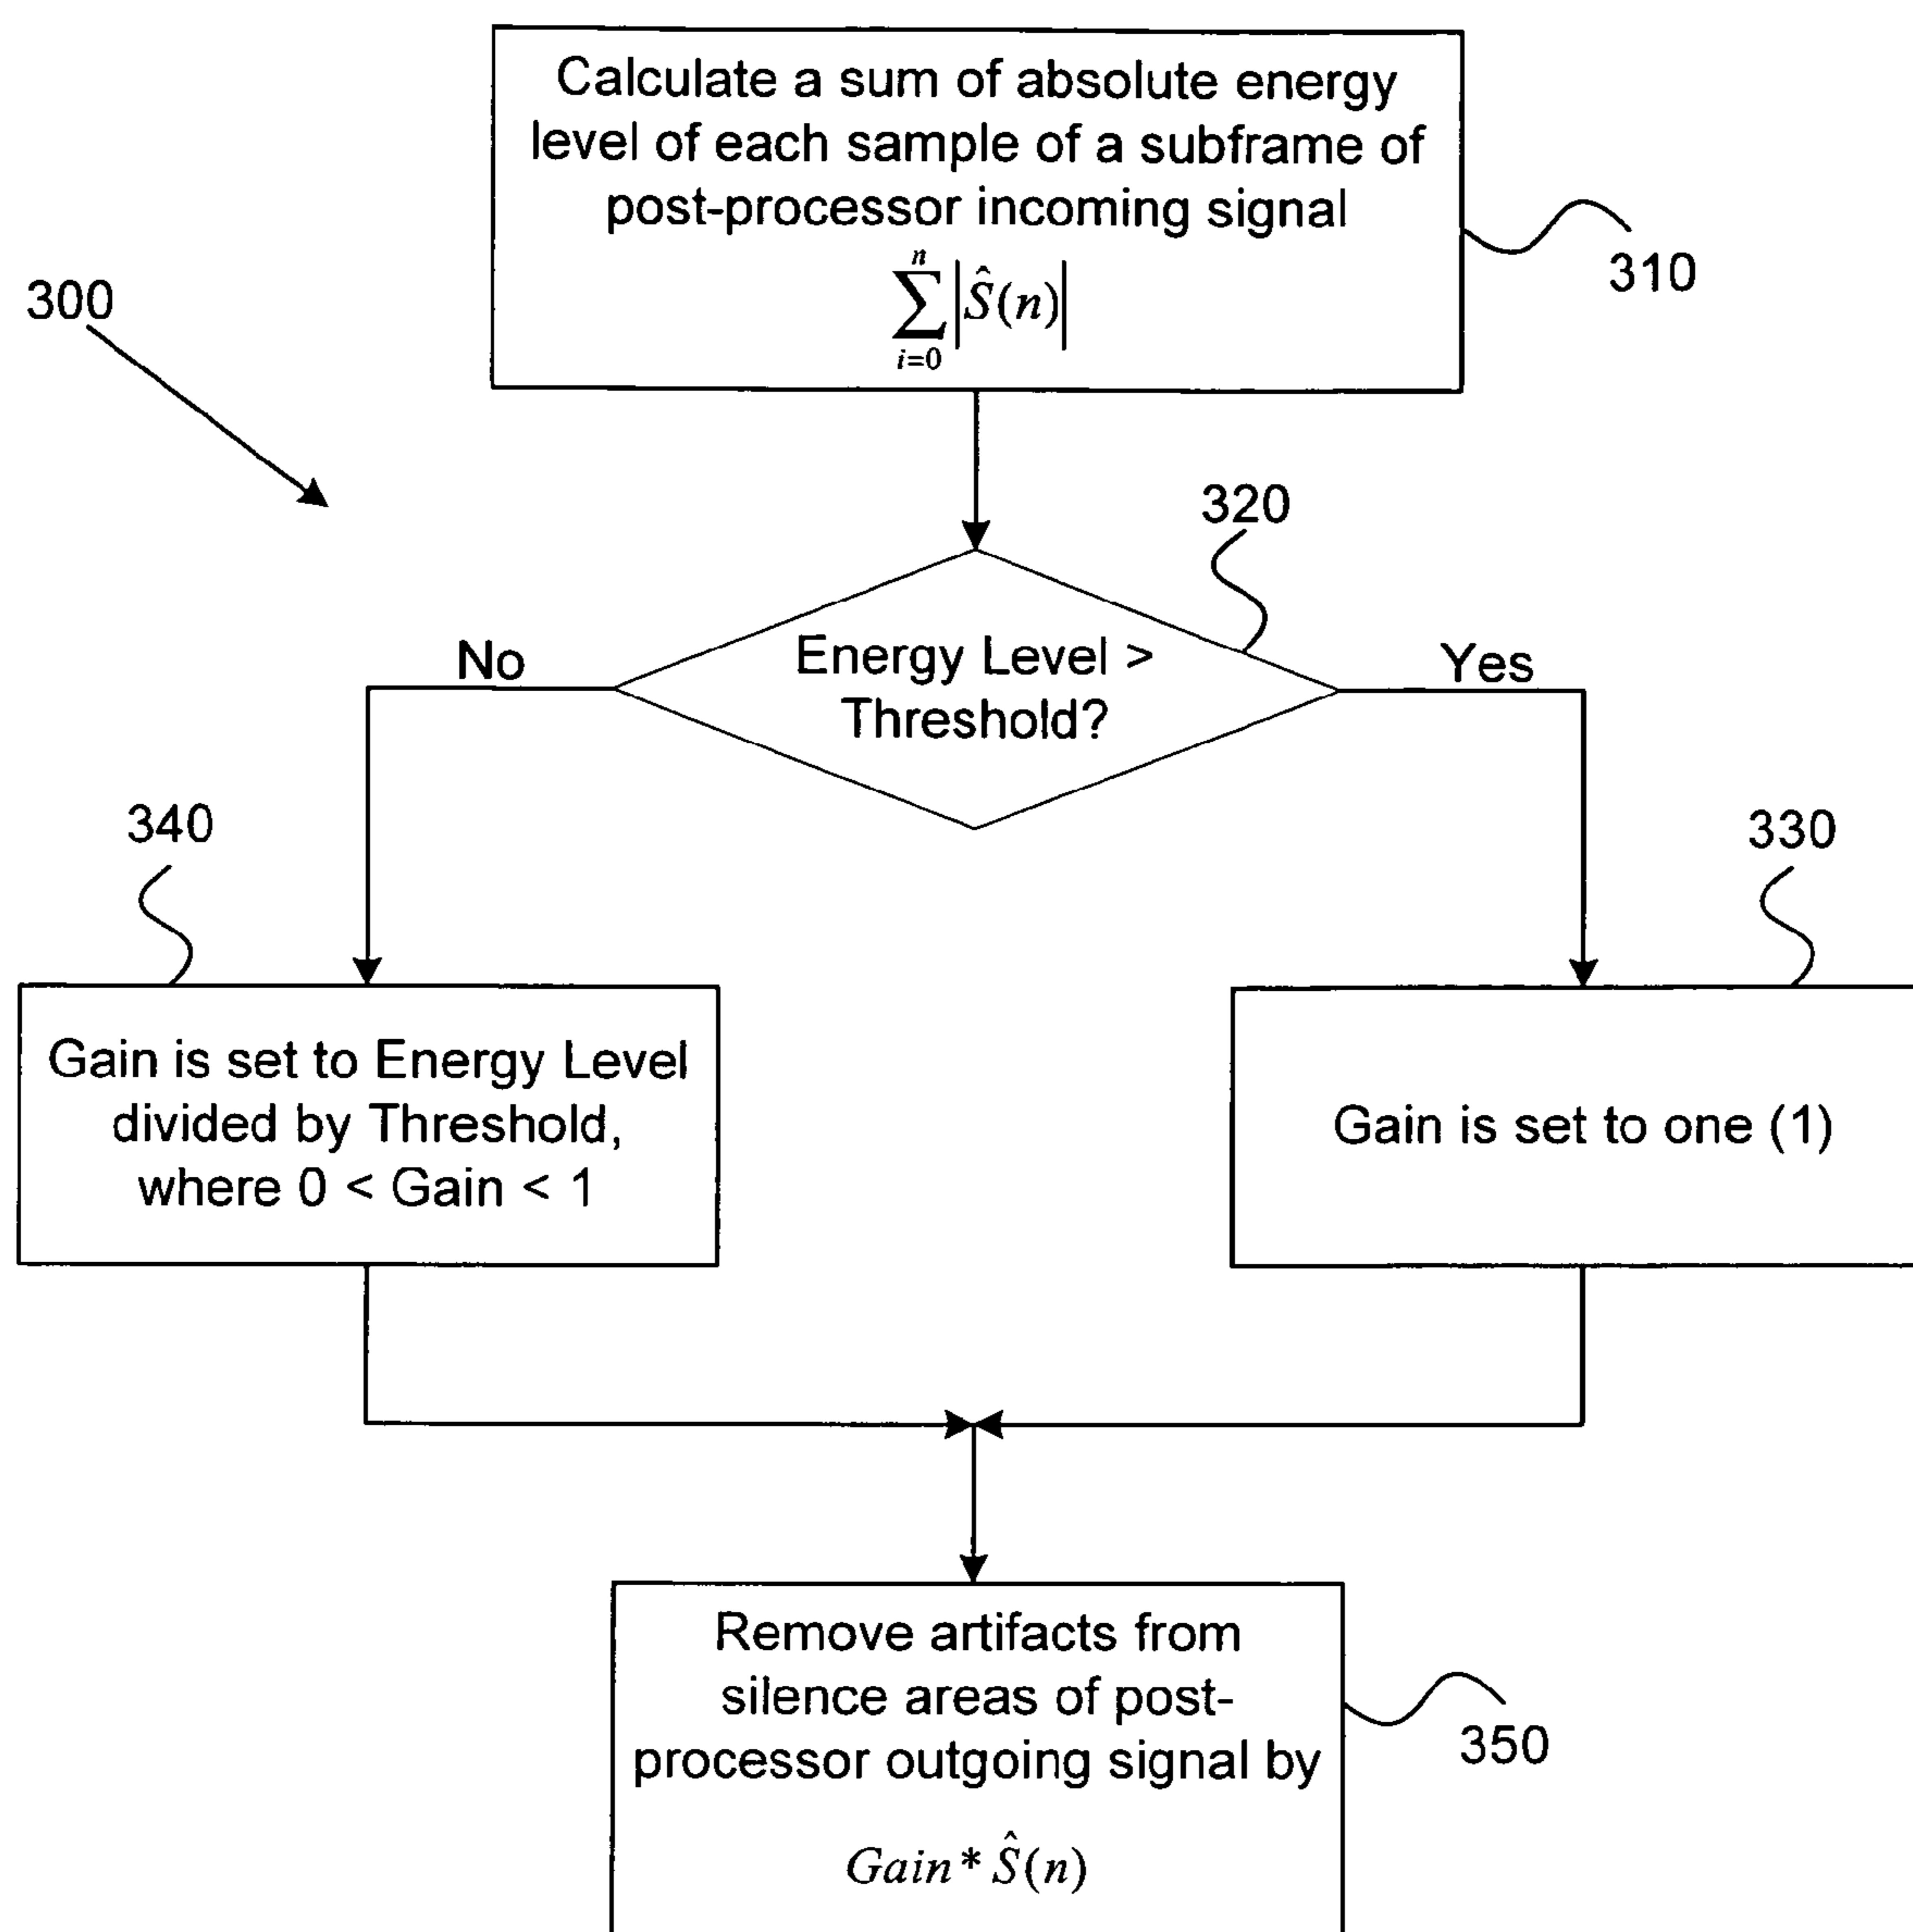 Calculate a sum of absolute energy
level of each sample of a subframe of
post-processor incoming signal
n
∑|Ŝ(n)|
i=0
310
300
320
Energy Level >
Threshold?
No
Yes
340
330
Gain is set to Energy Level
divided by Threshold,
where 0 < Gain < 1
Gain is set to one (1)
Remove artifacts from
silence areas of post-
processor outgoing signal by
Gain * Ŝ(n)
350